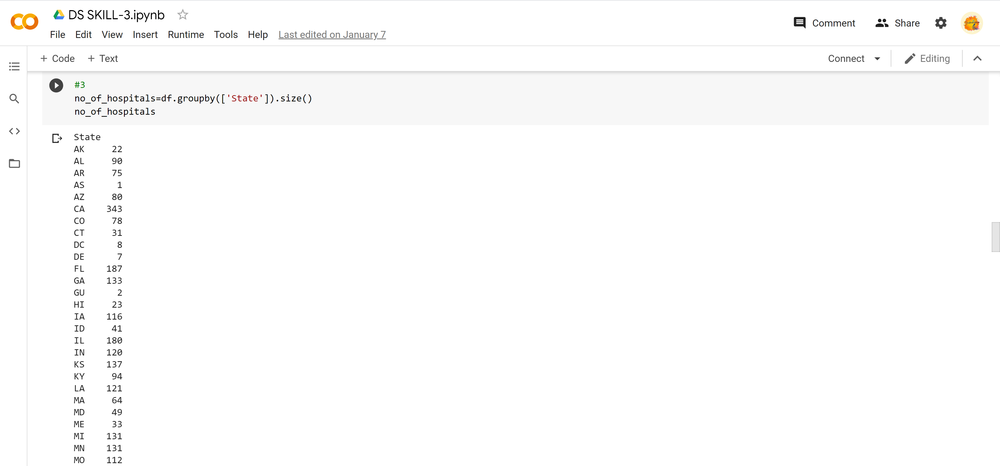 DS SKILL-3.ipynb
File Edit View Insert Runtime Tools Help Last edited on January 7
Comment Share
+ Code + Text
Connect Editing
#3
no_of_hospitals=df.groupby(['State']).size()
no_of_hospitals
State
AK 22
AL 90
AR 75
AS 1
AZ 80
CA 343
CO 78
CT 31
DC 8
DE 7
FL 187
GA 133
GU 2
HI 23
IA 116
ID 41
IL 180
IN 120
KS 137
KY 94
LA 121
MA 64
MD 49
ME 33
MI 131
MN 131
MO 112